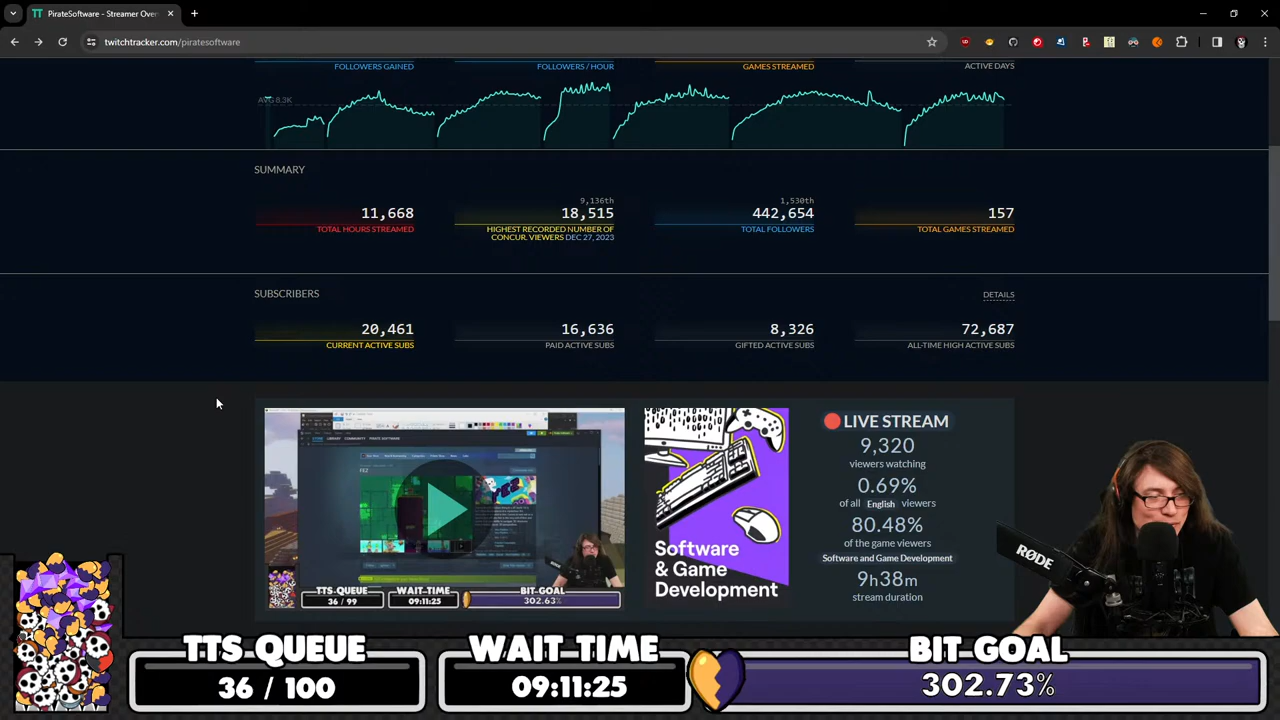 PirateSoftware - Streamer Over
twitchtracker.com/piratesoftware
FOLLOWERS GAINED
FOLLOWERS / HOUR
GAMES STREAMED
ACTIVE DAYS
AVG 8.3K
SUMMARY
11,668
TOTAL HOURS STREAMED
9,136th
18,515
HIGHEST RECORDED NUMBER OF
CONCUR. VIEWERS DEC 27, 2023
1,530th
442,654
TOTAL FOLLOWERS
157
TOTAL GAMES STREAMED
SUBSCRIBERS
DETAILS
20,461
CURRENT ACTIVE SUBS
16,636
PAID ACTIVE SUBS
8,326
GIFTED ACTIVE SUBS
72,687
ALL-TIME HIGH ACTIVE SUBS
FEZ
TTS QUEUE
36 / 99
WAIT TIME
09:11:25
BIT GOAL
302.63%
Software
& Game
Development
LIVE STREAM
9,320
viewers watching
0.69%
of all English viewers
80.48%
of the game viewers
Software and Game Development
9h38m
stream duration
RØDE
TTS QUEUE
36 / 100
WAIT TIME
09:11:25
BIT GOAL
302.73%